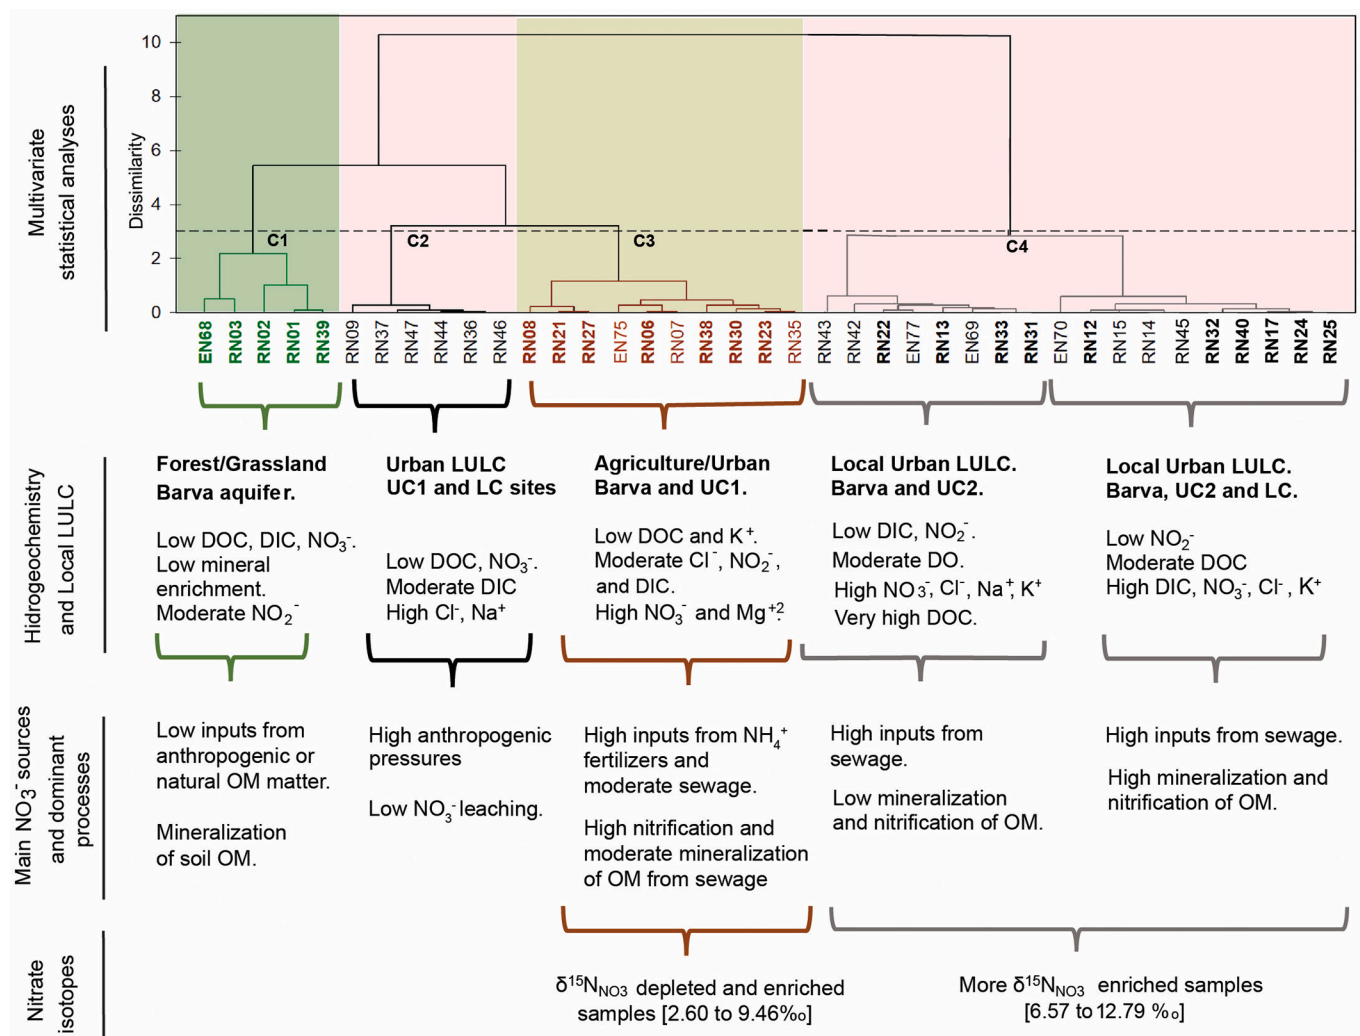 Multivariate
statistical analyses
Dissimilarity
10
8
6
4
2
0
C1
C2
C3
C4
EN68
RN03
RN02
RN01
RN39
RN09
RN37
RN47
RN44
RN36
RN46
RN08
RN21
RN27
EN75
RN06
RN07
RN38
RN30
RN23
RN35
RN43
RN42
RN22
EN77
RN13
EN69
RN33
RN31
EN70
RN12
RN15
RN14
RN45
RN32
RN40
RN17
RN24
RN25
Hidrogeochemistry
and Local LULC
Forest/Grassland
Barva aquifer.
Low DOC, DIC, NO₃⁻.
Low mineral
enrichment.
Moderate NO₂⁻
Urban LULC
UC1 and LC sites
Low DOC, NO₃⁻.
Moderate DIC
High Cl⁻, Na⁺
Agriculture/Urban
Barva and UC1.
Low DOC and K⁺.
Moderate Cl⁻, NO₂⁻,
and DIC.
High NO₃⁻ and Mg⁺².
Local Urban LULC.
Barva and UC2.
Low DIC, NO₂⁻.
Moderate DO.
High NO₃⁻, Cl⁻, Na⁺, K⁺
Very high DOC.
Local Urban LULC.
Barva, UC2 and LC.
Low NO₂⁻
Moderate DOC
High DIC, NO₃⁻, Cl⁻, K⁺
Main NO₃⁻ sources
and dominant
processes
Low inputs from
anthropogenic or
natural OM matter.
Mineralization
of soil OM.
High anthropogenic
pressures
Low NO₃⁻ leaching.
High inputs from NH₄⁺
fertilizers and
moderate sewage.
High nitrification and
moderate mineralization
of OM from sewage
High inputs from
sewage.
Low mineralization
and nitrification of OM.
High inputs from sewage.
High mineralization and
nitrification of OM.
Nitrate
isotopes
δ¹⁵N_NO3 depleted and enriched
samples [2.60 to 9.46‰]
More δ¹⁵N_NO3 enriched samples
[6.57 to 12.79 ‰]